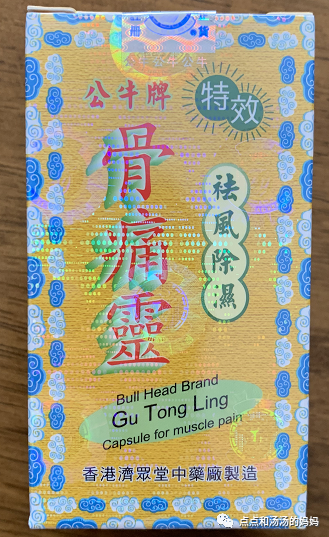 冊
貨
公牛牌
特效
骨痛靈
祛風除濕
Bull Head Brand
Gu Tong Ling
Capsule for muscle pain
香港濟眾堂中藥廠製造
点点和汤汤的妈妈